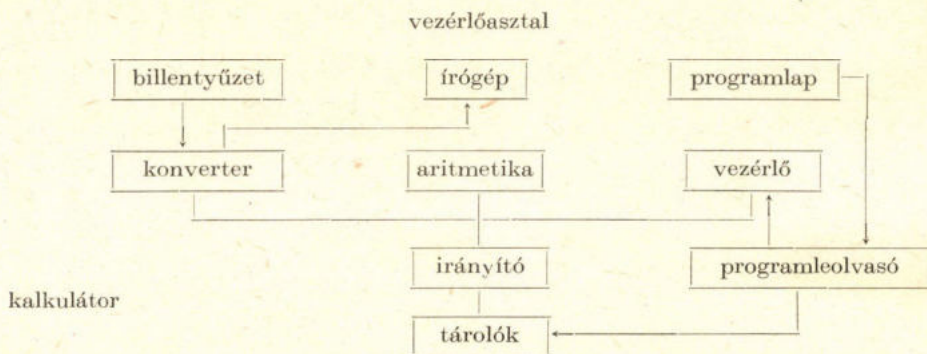 vezérlőasztal
billentyűzet írógép programlap
konverter aritmetika vezérlő
irányító programleolvasó
kalkulátor
tárolók